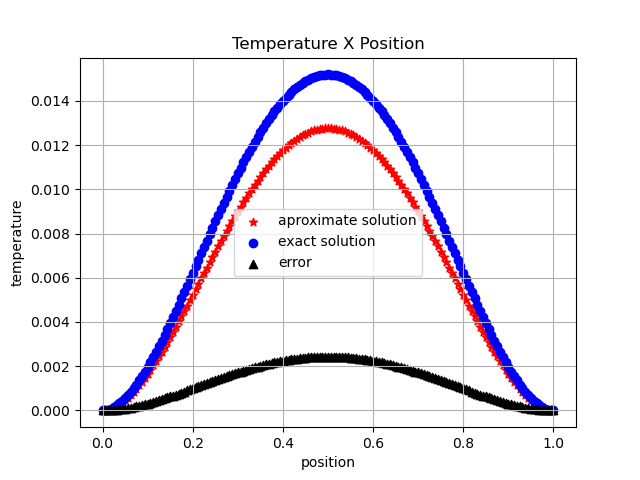 Temperature X Position
temperature
0.014
0.012
0.010
0.008
0.006
0.004
0.002
0.000
aproximate solution
exact solution
error
0.0 0.2 0.4 0.6 0.8 1.0
position